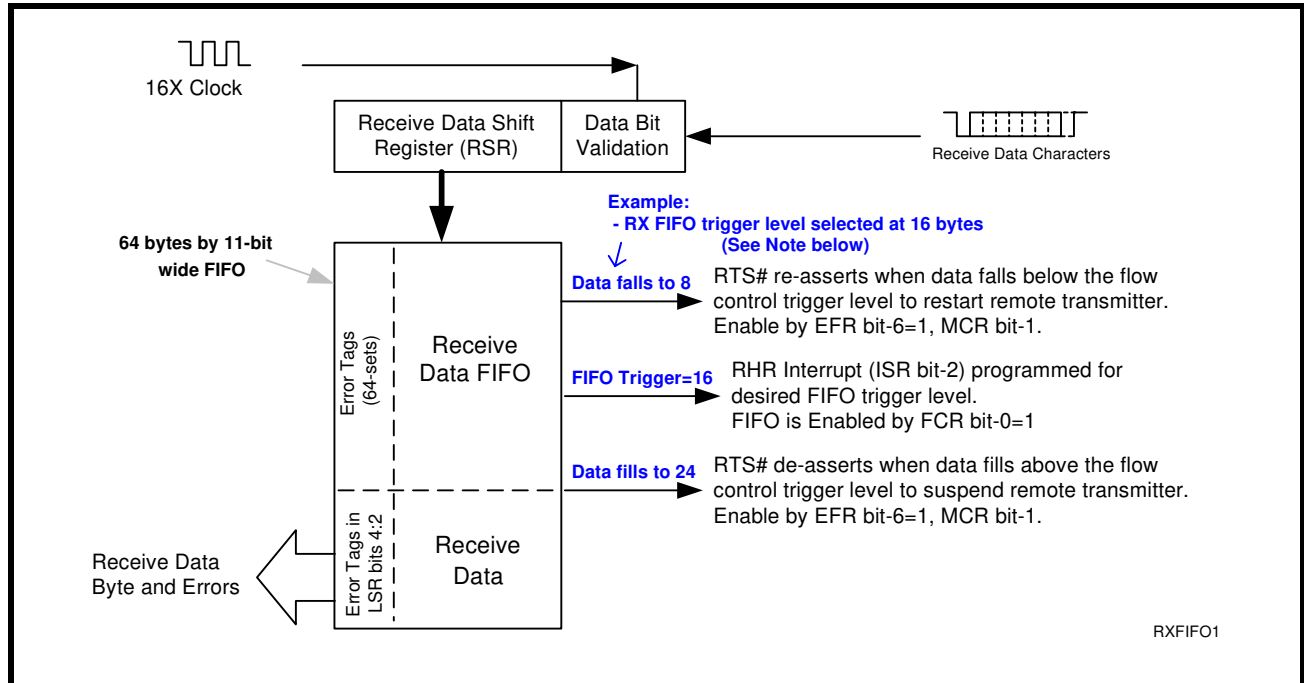 16X Clock
Receive Data Shift
Register (RSR)
Data Bit
Validation
Receive Data Characters
64 bytes by 11-bit
wide FIFO
Example:
- RX FIFO trigger level selected at 16 bytes
(See Note below)
Error Tags
(64-sets)
Receive
Data FIFO
Data falls to 8
RTS# re-asserts when data falls below the flow
control trigger level to restart remote transmitter.
Enable by EFR bit-6=1, MCR bit-1.
FIFO Trigger=16
RHR Interrupt (ISR bit-2) programmed for
desired FIFO trigger level.
FIFO is Enabled by FCR bit-0=1
Data fills to 24
RTS# de-asserts when data fills above the flow
control trigger level to suspend remote transmitter.
Enable by EFR bit-6=1, MCR bit-1.
Error Tags in
LSR bits 4:2
Receive
Data
Receive Data
Byte and Errors
RXFIFO1